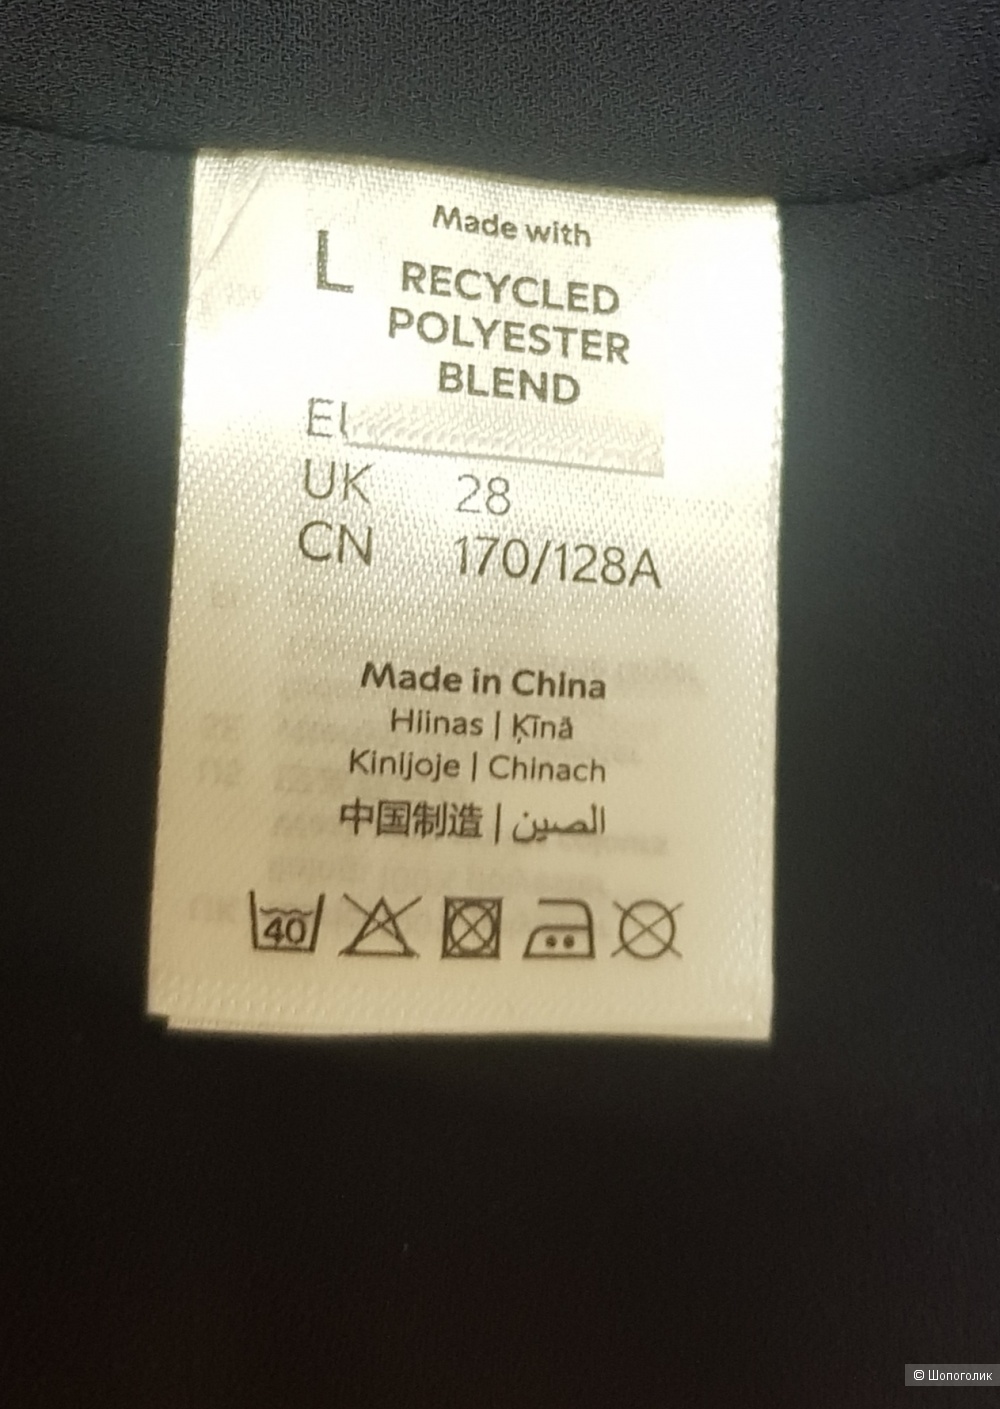 Made with
L RECYCLED
POLYESTER
BLEND
UK 28
CN 170/128A
Made in China
Hiinas | Ķīnā
Kinijoje | Chinach
中国制造 | الصين
40
© Шопоголик